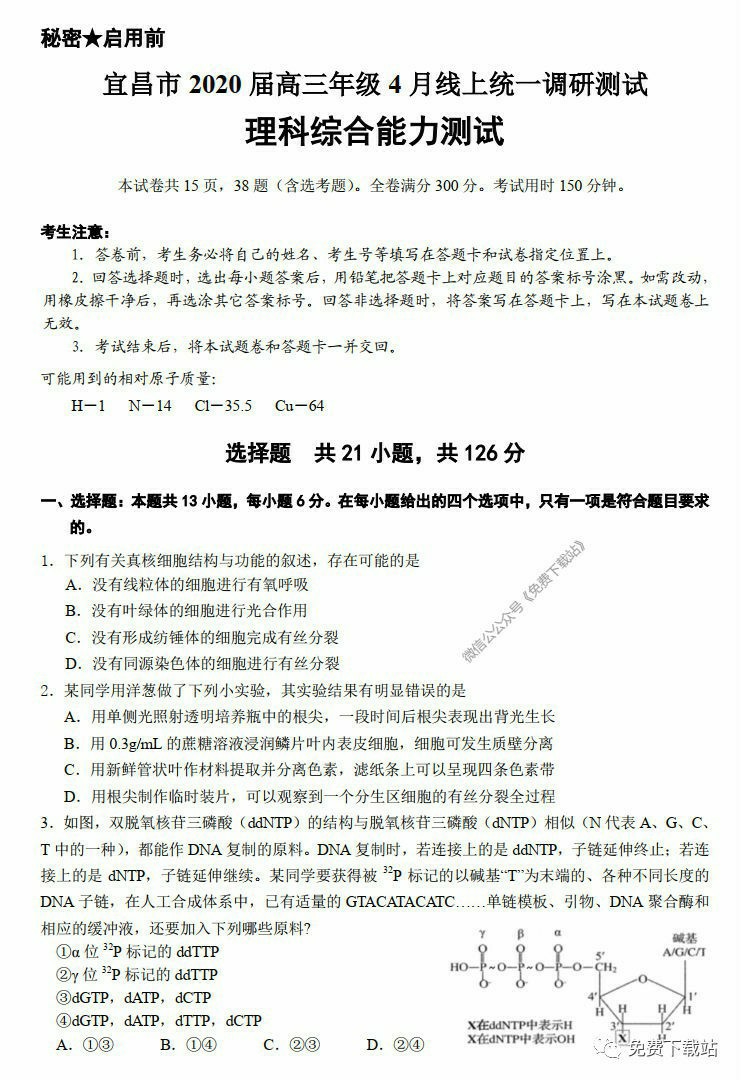 秘密★启用前
宜昌市 2020 届高三年级 4 月线上统一调研测试
理科综合能力测试
本试卷共 15 页，38 题（含选考题）。全卷满分 300 分。考试用时 150 分钟。
考生注意：
1. 答卷前，考生务必将自己的姓名、考生号等填写在答题卡和试卷指定位置上。
2. 回答选择题时，选出每小题答案后，用铅笔把答题卡上对应题目的答案标号涂黑。如需改动，
用橡皮擦干净后，再选涂其它答案标号。回答非选择题时，将答案写在答题卡上，写在本试题卷上
无效。
3. 考试结束后，将本试题卷和答题卡一并交回。
可能用到的相对原子质量：
H－1 N－14 Cl－35.5 Cu－64
选择题 共 21 小题，共 126 分
一、选择题：本题共 13 小题，每小题 6 分。在每小题给出的四个选项中，只有一项是符合题目要求
的。
1．下列有关真核细胞结构与功能的叙述，存在可能的是
A．没有线粒体的细胞进行有氧呼吸
B．没有叶绿体的细胞进行光合作用
C．没有形成纺锤体的细胞完成有丝分裂
D．没有同源染色体的细胞进行有丝分裂
微信公公众号《免费下载站》
2．某同学用洋葱做了下列小实验，其实验结果有明显错误的是
A．用单侧光照射透明培养瓶中的根尖，一段时间后根尖表现出背光生长
B．用 0.3g/mL 的蔗糖溶液浸润鳞片叶内表皮细胞，细胞可发生质壁分离
C．用新鲜管状叶作材料提取并分离色素，滤纸条上可以呈现四条色素带
D．用根尖制作临时装片，可以观察到一个分生区细胞的有丝分裂全过程
3．如图，双脱氧核苷三磷酸（ddNTP）的结构与脱氧核苷三磷酸（dNTP）相似（N 代表 A、G、C、
T 中的一种），都能作 DNA 复制的原料。DNA 复制时，若连接上的是 ddNTP，子链延伸终止；若连
接上的是 dNTP，子链延伸继续。某同学要获得被 ³²P 标记的以碱基“T”为末端的、各种不同长度的
DNA 子链，在人工合成体系中，已有适量的 GTACATACATC……单链模板、引物、DNA 聚合酶和
相应的缓冲液，还要加入下列哪些原料?
①α 位 ³²P 标记的 ddTTP
②γ 位 ³²P 标记的 ddTTP
③dGTP，dATP，dCTP
④dGTP，dATP，dTTP，dCTP
A．①③ B．①④ C．②③ D．②④
γ β α 碱基
O O O 5′ A/G/C/T
HO—P~O—P~O—P—O—CH₂
O⁻ O⁻ O⁻ O
4′ 1′
H H H H
3′ 2′
X H
X在ddNTP中表示H
X在dNTP中表示OH
免费下载站